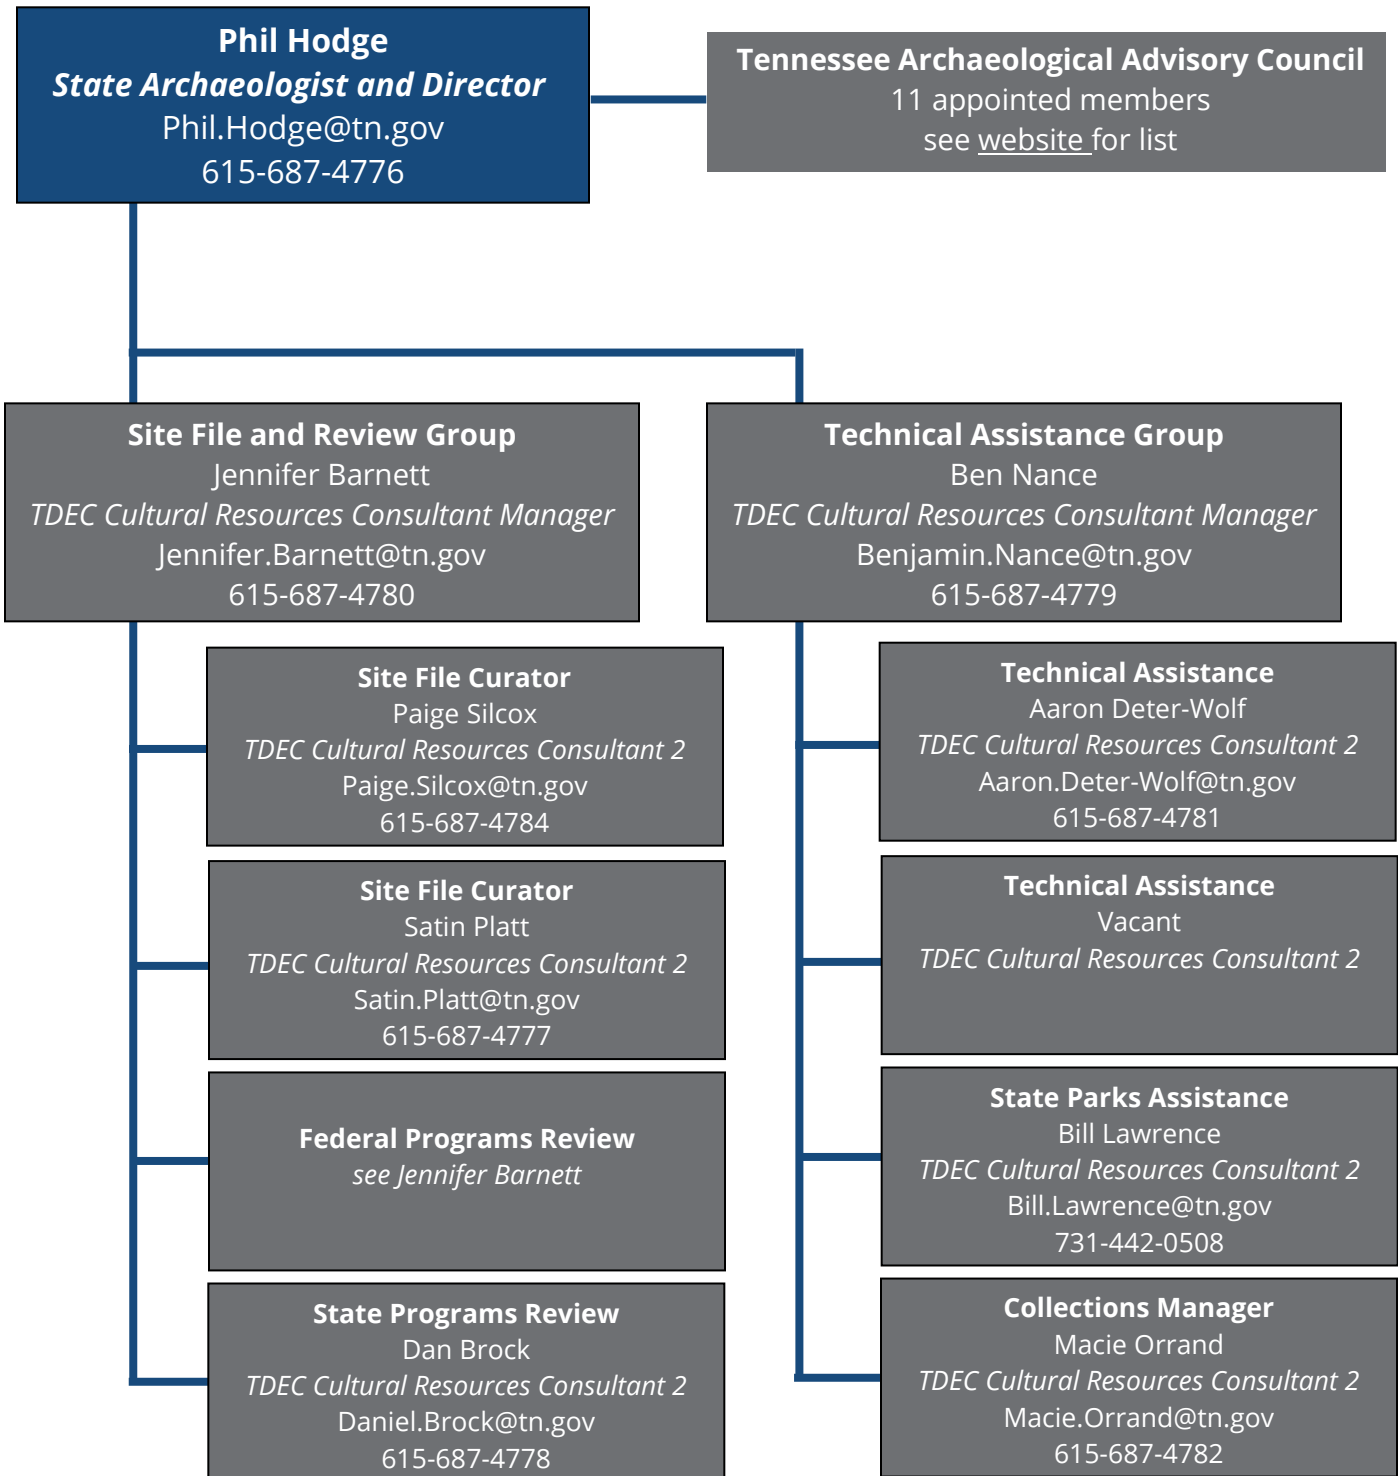 Phil Hodge
State Archaeologist and Director
Phil.Hodge@tn.gov
615-687-4776
Tennessee Archaeological Advisory Council
11 appointed members
see website for list
Site File and Review Group
Jennifer Barnett
TDEC Cultural Resources Consultant Manager
Jennifer.Barnett@tn.gov
615-687-4780
Technical Assistance Group
Ben Nance
TDEC Cultural Resources Consultant Manager
Benjamin.Nance@tn.gov
615-687-4779
Site File Curator
Paige Silcox
TDEC Cultural Resources Consultant 2
Paige.Silcox@tn.gov
615-687-4784
Site File Curator
Satin Platt
TDEC Cultural Resources Consultant 2
Satin.Platt@tn.gov
615-687-4777
Federal Programs Review
see Jennifer Barnett
State Programs Review
Dan Brock
TDEC Cultural Resources Consultant 2
Daniel.Brock@tn.gov
615-687-4778
Technical Assistance
Aaron Deter-Wolf
TDEC Cultural Resources Consultant 2
Aaron.Deter-Wolf@tn.gov
615-687-4781
Technical Assistance
Vacant
TDEC Cultural Resources Consultant 2
State Parks Assistance
Bill Lawrence
TDEC Cultural Resources Consultant 2
Bill.Lawrence@tn.gov
731-442-0508
Collections Manager
Macie Orrand
TDEC Cultural Resources Consultant 2
Macie.Orrand@tn.gov
615-687-4782